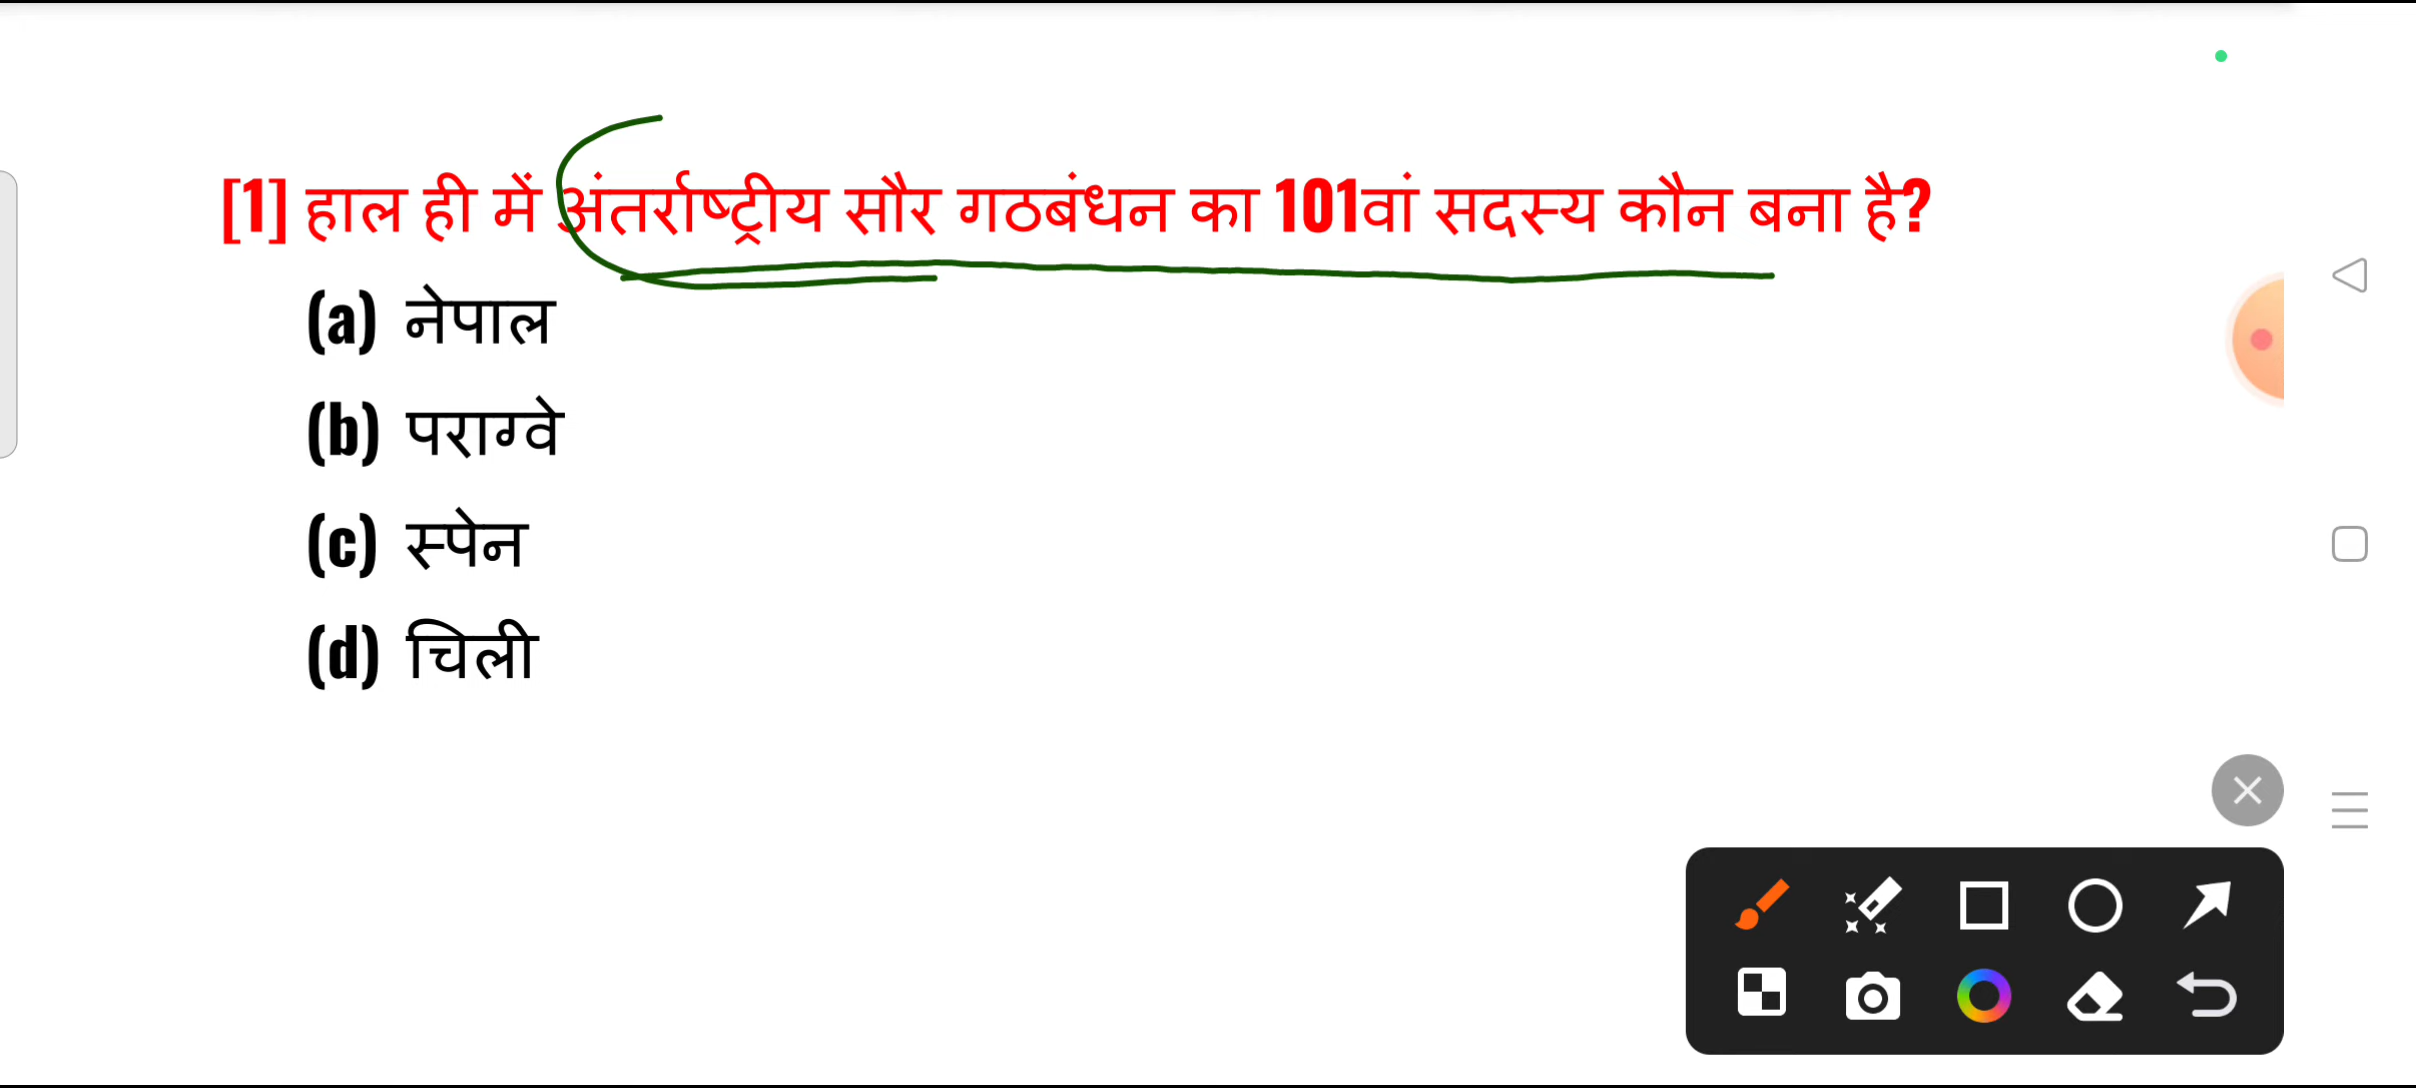 [1] हाल ही में अंतर्राष्ट्रीय सौर गठबंधन का 101वां सदस्य कौन बना है?
(a) नेपाल
(b) पराग्वे
(c) स्पेन
(d) चिली